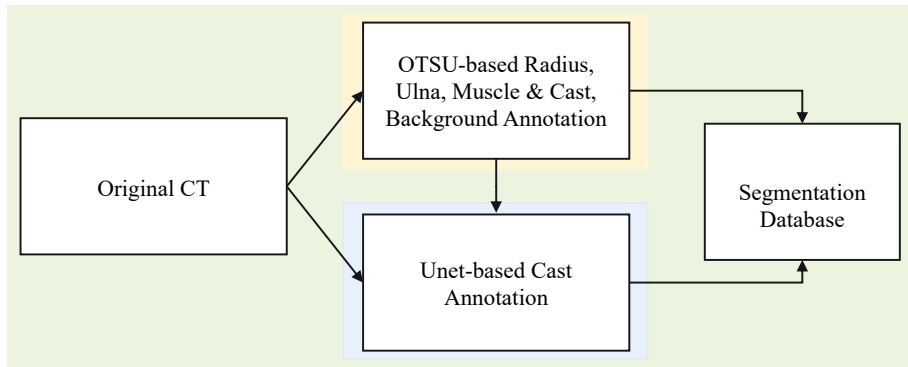 Original CT
OTSU-based Radius,
Ulna, Muscle & Cast,
Background Annotation
Unet-based Cast
Annotation
Segmentation
Database